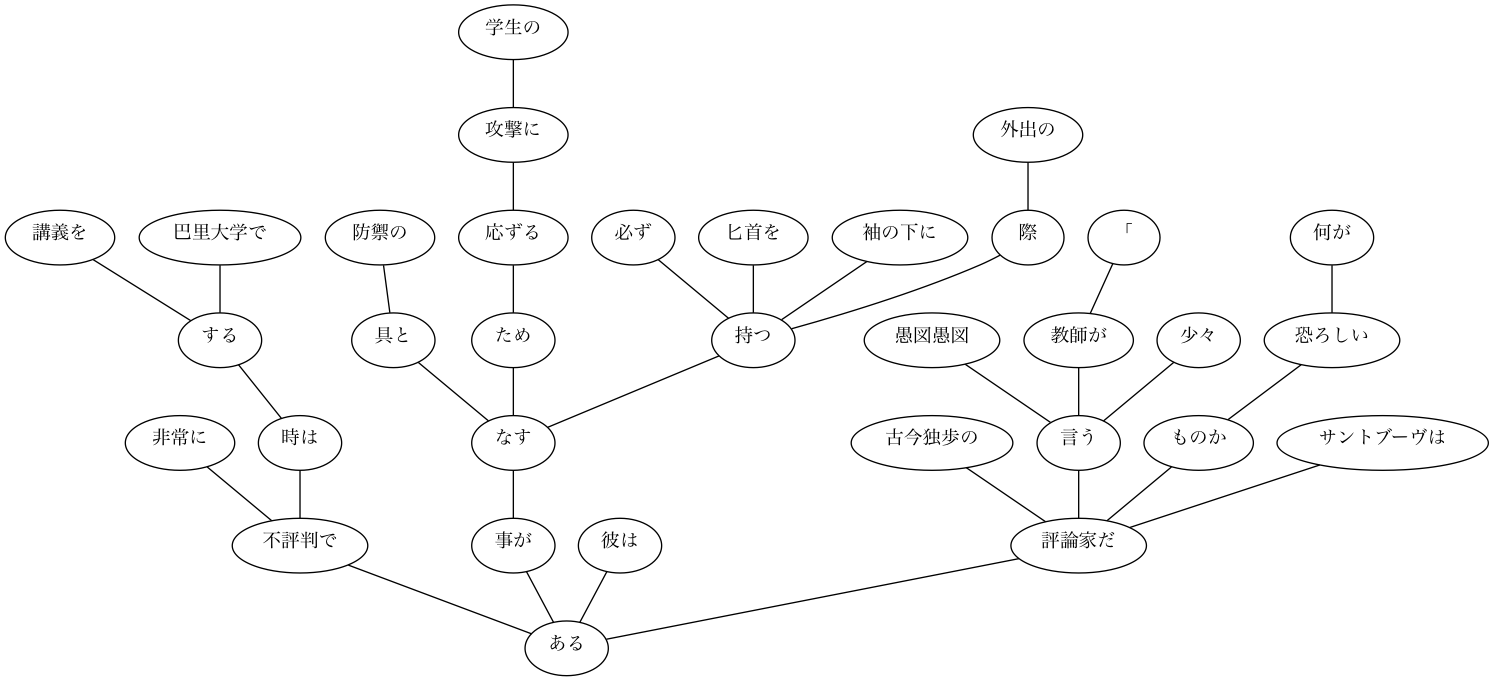 学生の
攻撃に
外出の
講義を
巴里大学で
防禦の
応ずる
必ず
匕首を
袖の下に
際
「
何が
する
具と
ため
持つ
愚図愚図
教師が
少々
恐ろしい
非常に
時は
なす
古今独歩の
言う
ものか
サントブーヴは
不評判で
事が
彼は
評論家だ
ある